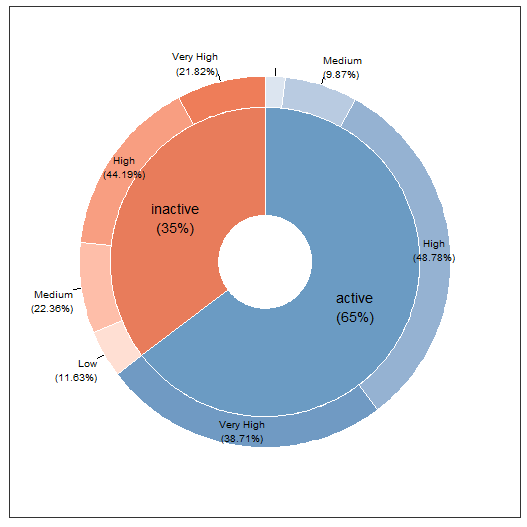 Very High
(21.82%)
Medium
(9.87%)
High
(44.19%)
inactive
(35%)
High
(48.78%)
active
(65%)
Medium
(22.36%)
Low
(11.63%)
Very High
(38.71%)